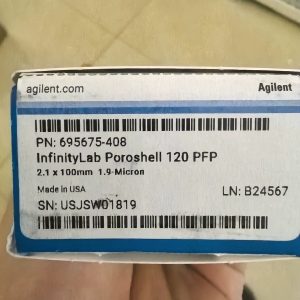 agilent.com Agilent
PN: 695675-408
InfinityLab Poroshell 120 PFP
2.1 x 100mm 1.9-Micron
Made in USA LN: B24567
SN: USJSW01819